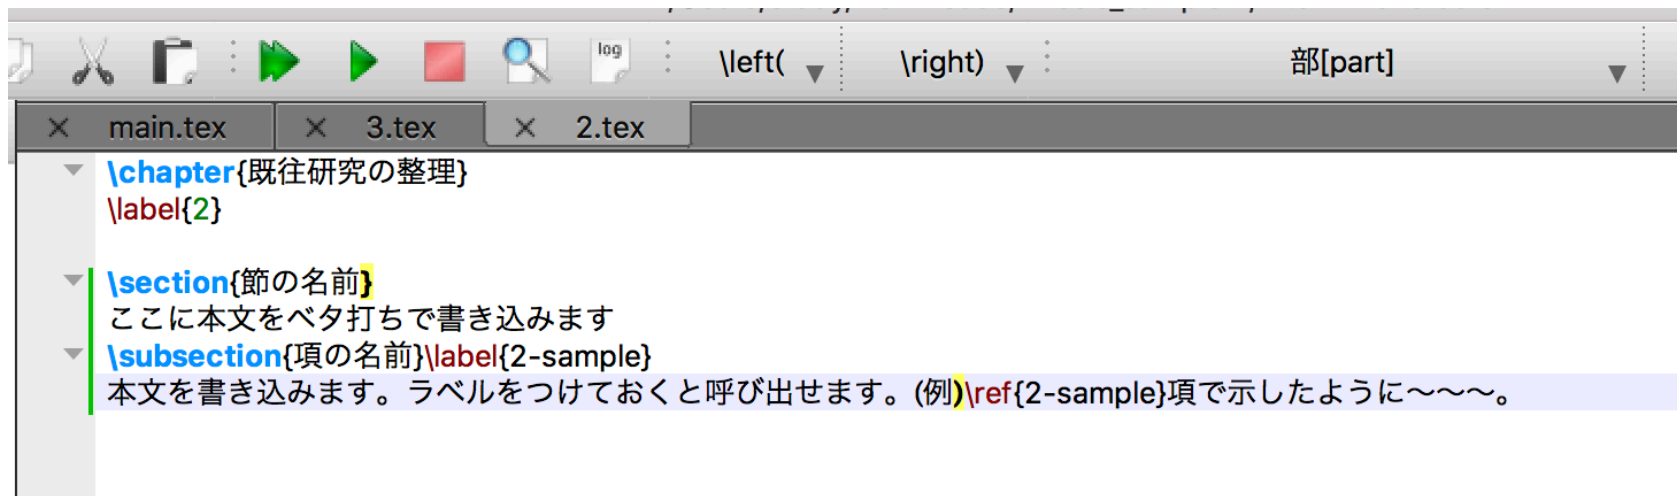 log \left( \right) 部[part]
× main.tex × 3.tex × 2.tex
\chapter{既往研究の整理}
\label{2}
\section{節の名前}
ここに本文をベタ打ちで書き込みます
\subsection{項の名前}\label{2-sample}
本文を書き込みます。ラベルをつけておくと呼び出せます。(例)\ref{2-sample}項で示したように～～～。